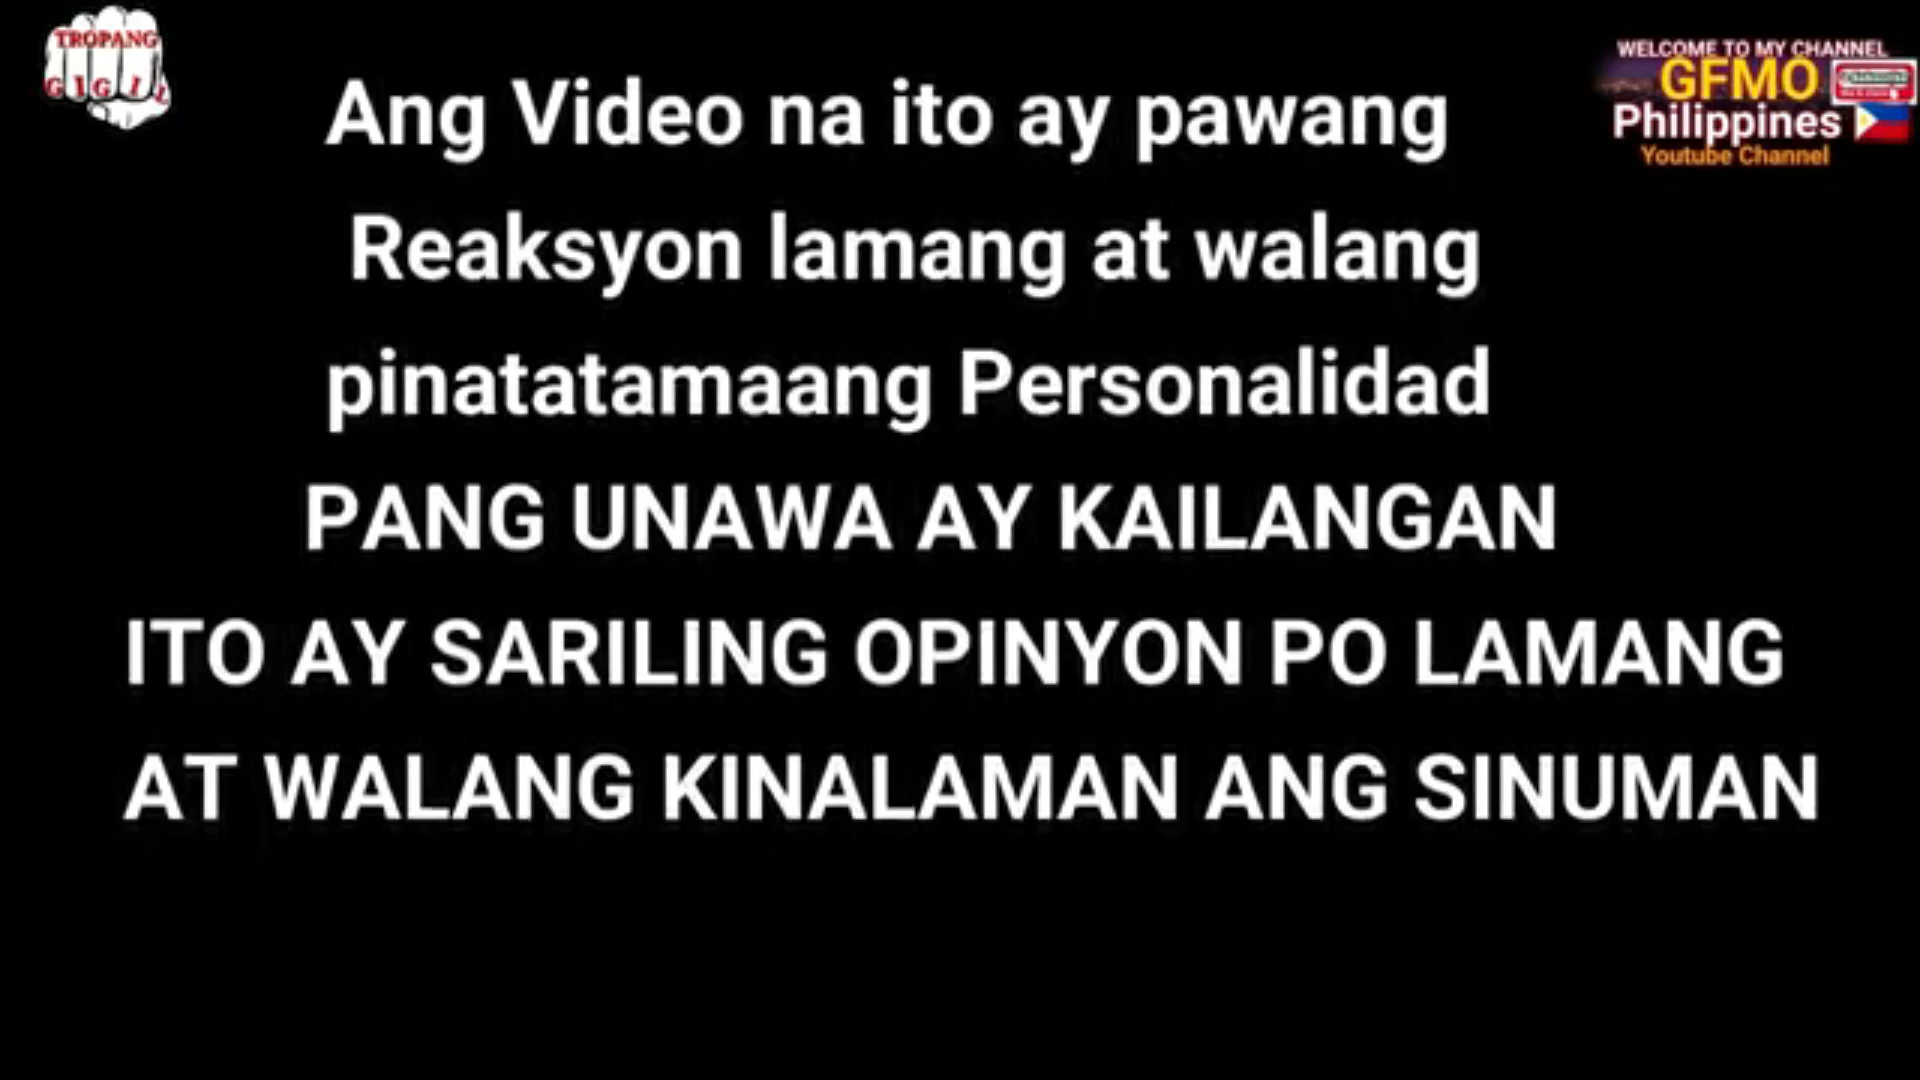 TROPANG
GIGIL
WELCOME TO MY CHANNEL
GFMO
Philippines
Youtube Channel
Ang Video na ito ay pawang
Reaksyon lamang at walang
pinatatamaang Personalidad
PANG UNAWA AY KAILANGAN
ITO AY SARILING OPINYON PO LAMANG
AT WALANG KINALAMAN ANG SINUMAN